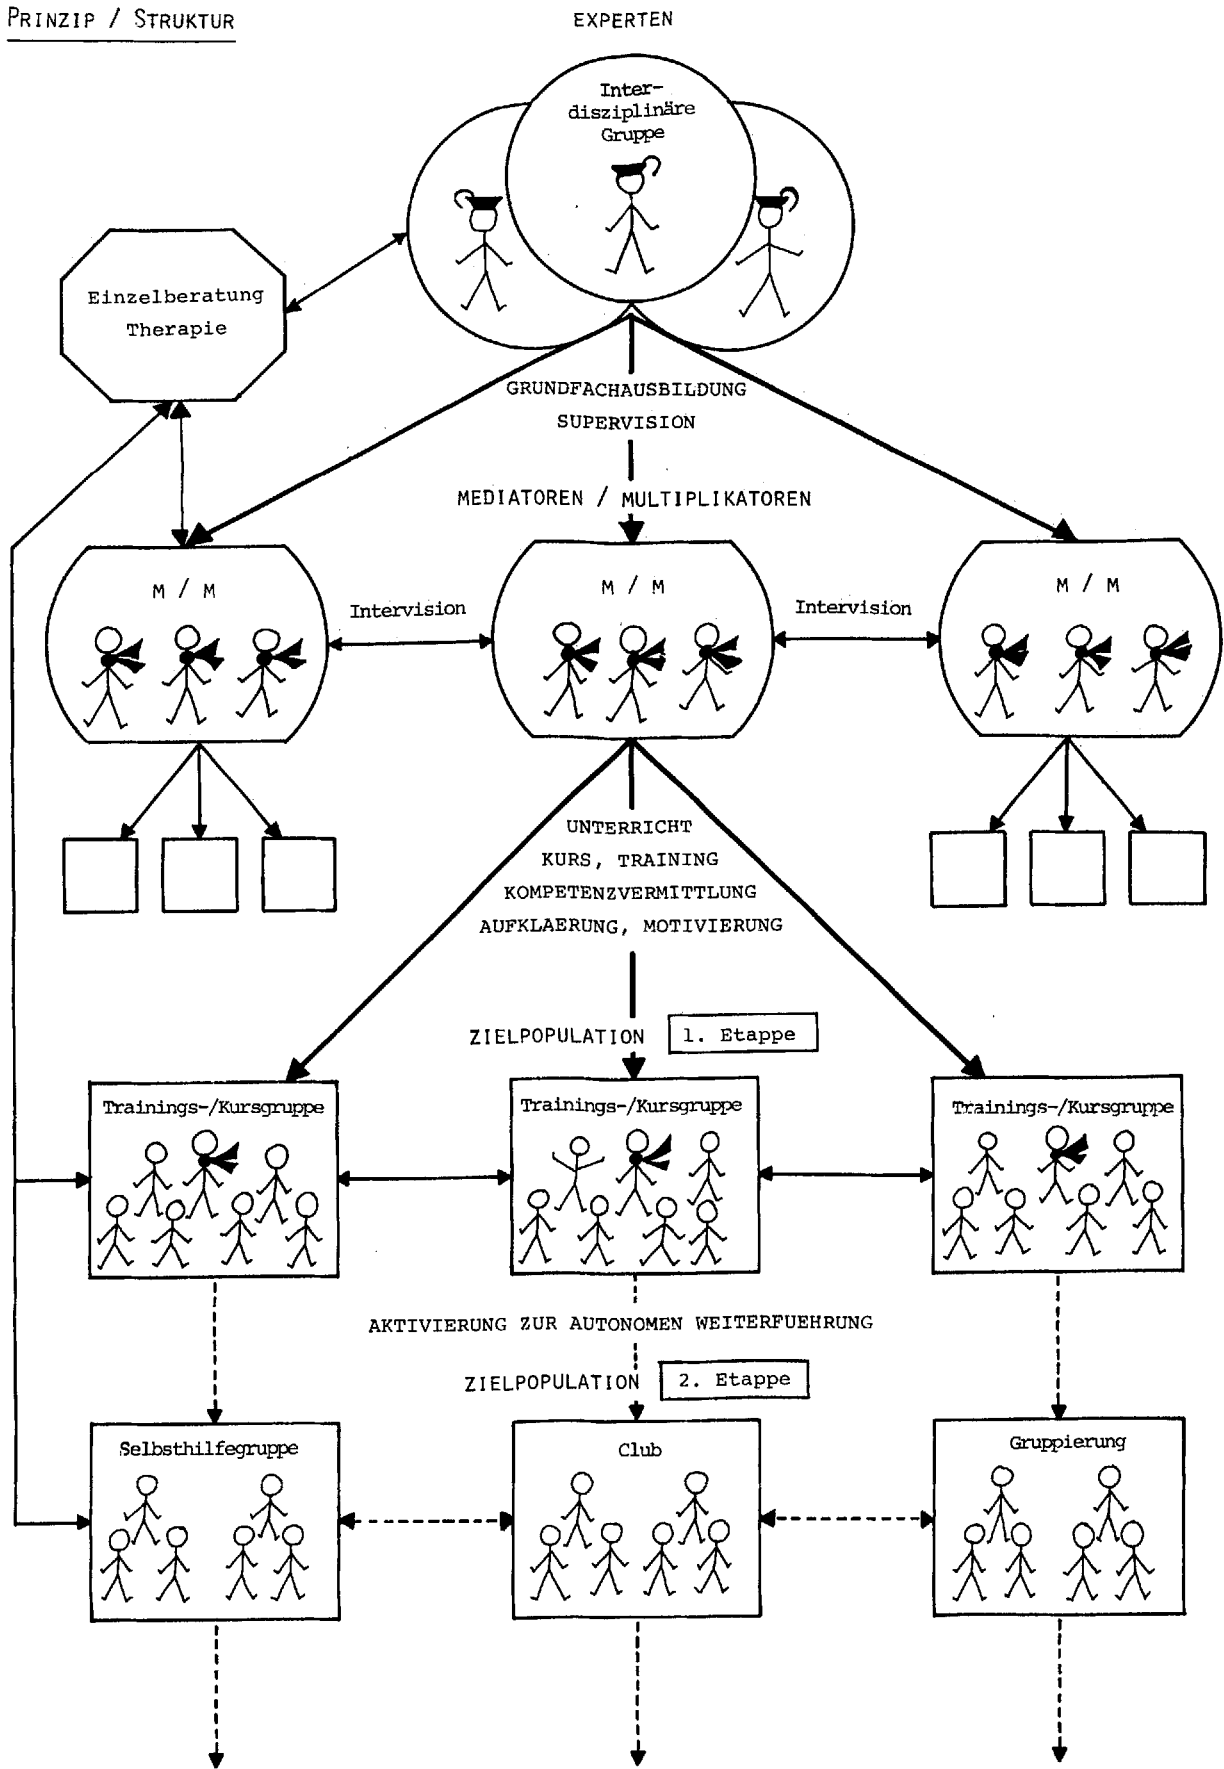 PRINZIP / STRUKTUR
EXPERTEN
Inter-
disziplinäre
Gruppe
Einzelberatung
Therapie
GRUNDFACHAUSBILDUNG
SUPERVISION
MEDIATOREN / MULTIPLIKATOREN
M / M
Intervision
M / M
Intervision
M / M
UNTERRICHT
KURS, TRAINING
KOMPETENZVERMITTLUNG
AUFKLAERUNG, MOTIVIERUNG
ZIELPOPULATION 1. Etappe
Trainings-/Kursgruppe
Trainings-/Kursgruppe
Trainings-/Kursgruppe
AKTIVIERUNG ZUR AUTONOMEN WEITERFUEHRUNG
ZIELPOPULATION 2. Etappe
Selbsthilfegruppe
Club
Gruppierung